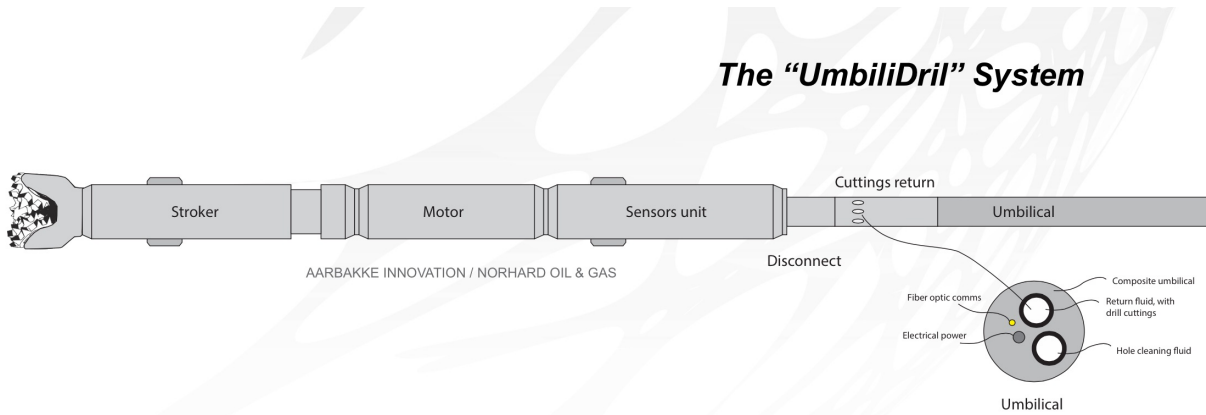 The “UmbiliDril” System
Cuttings return
Stroker
Motor
Sensors unit
Umbilical
Disconnect
AARBAKKE INNOVATION / NORHARD OIL & GAS
Composite umbilical
Fiber optic comms
Return fluid, with
drill cuttings
Electrical power
Hole cleaning fluid
Umbilical